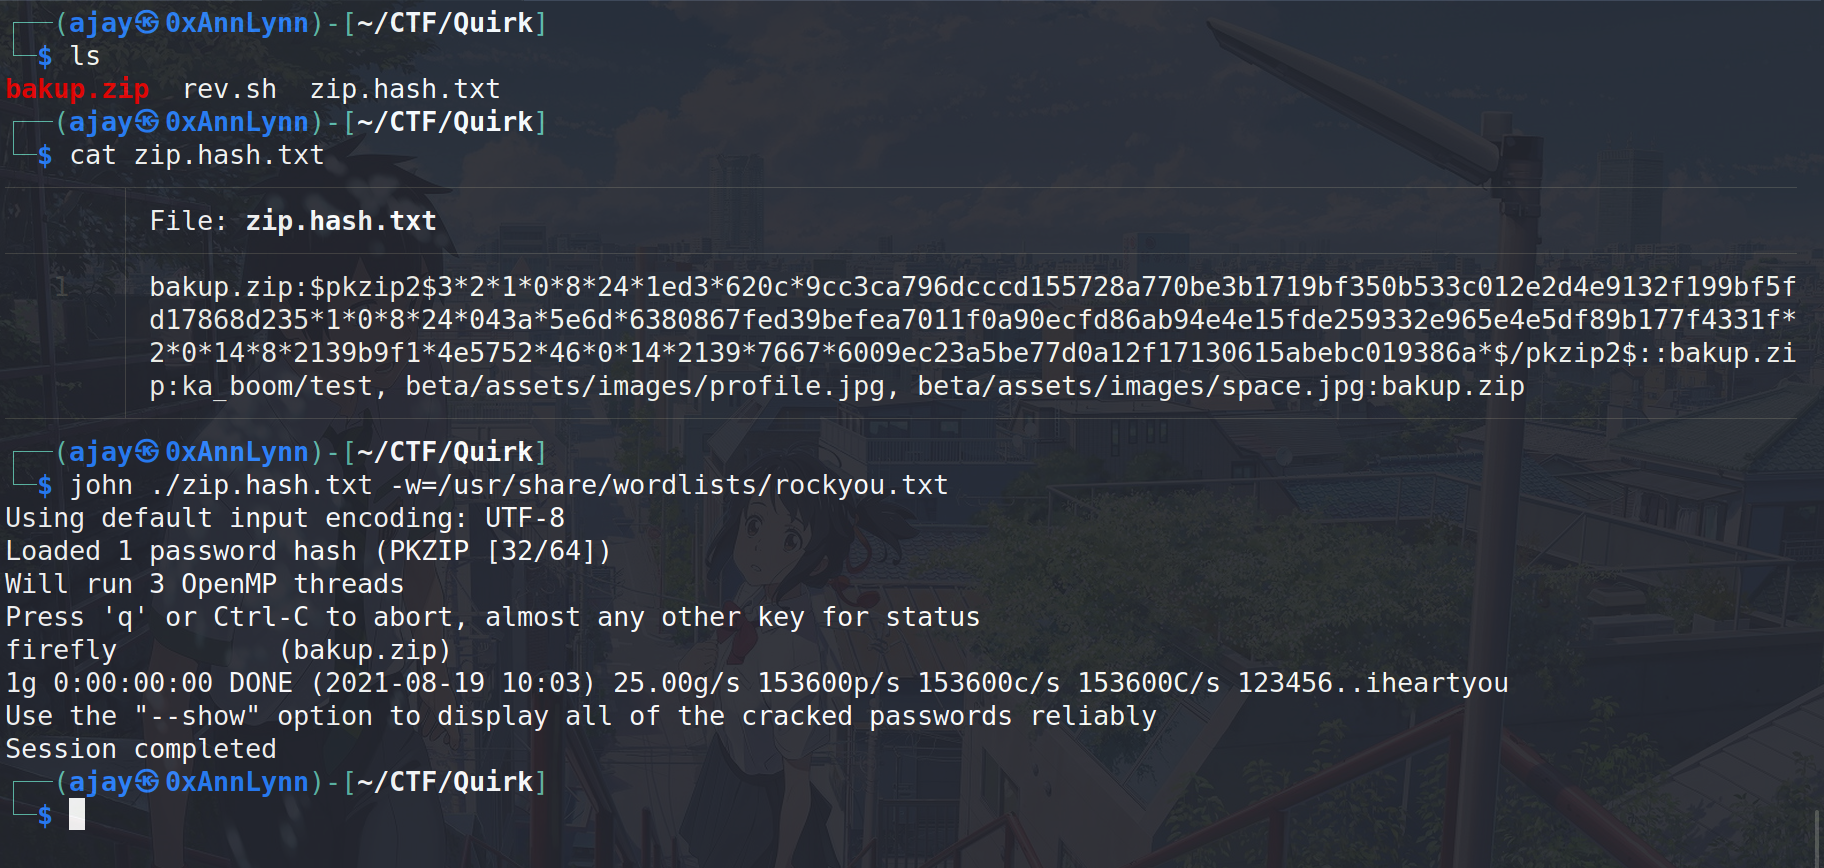 (ajay㉿0xAnnLynn)-[~/CTF/Quirk]
$ ls
bakup.zip  rev.sh  zip.hash.txt
(ajay㉿0xAnnLynn)-[~/CTF/Quirk]
$ cat zip.hash.txt
File: zip.hash.txt
1 bakup.zip:$pkzip2$3*2*1*0*8*24*1ed3*620c*9cc3ca796dcccd155728a770be3b1719bf350b533c012e2d4e9132f199bf5f
d17868d235*1*0*8*24*043a*5e6d*6380867fed39befea7011f0a90ecfd86ab94e4e15fde259332e965e4e5df89b177f4331f*
2*0*14*8*2139b9f1*4e5752*46*0*14*2139*7667*6009ec23a5be77d0a12f17130615abebc019386a*$/pkzip2$::bakup.zi
p:ka_boom/test, beta/assets/images/profile.jpg, beta/assets/images/space.jpg:bakup.zip
(ajay㉿0xAnnLynn)-[~/CTF/Quirk]
$ john ./zip.hash.txt -w=/usr/share/wordlists/rockyou.txt
Using default input encoding: UTF-8
Loaded 1 password hash (PKZIP [32/64])
Will run 3 OpenMP threads
Press 'q' or Ctrl-C to abort, almost any other key for status
firefly          (bakup.zip)
1g 0:00:00:00 DONE (2021-08-19 10:03) 25.00g/s 153600p/s 153600c/s 153600C/s 123456..iheartyou
Use the "--show" option to display all of the cracked passwords reliably
Session completed
(ajay㉿0xAnnLynn)-[~/CTF/Quirk]
$